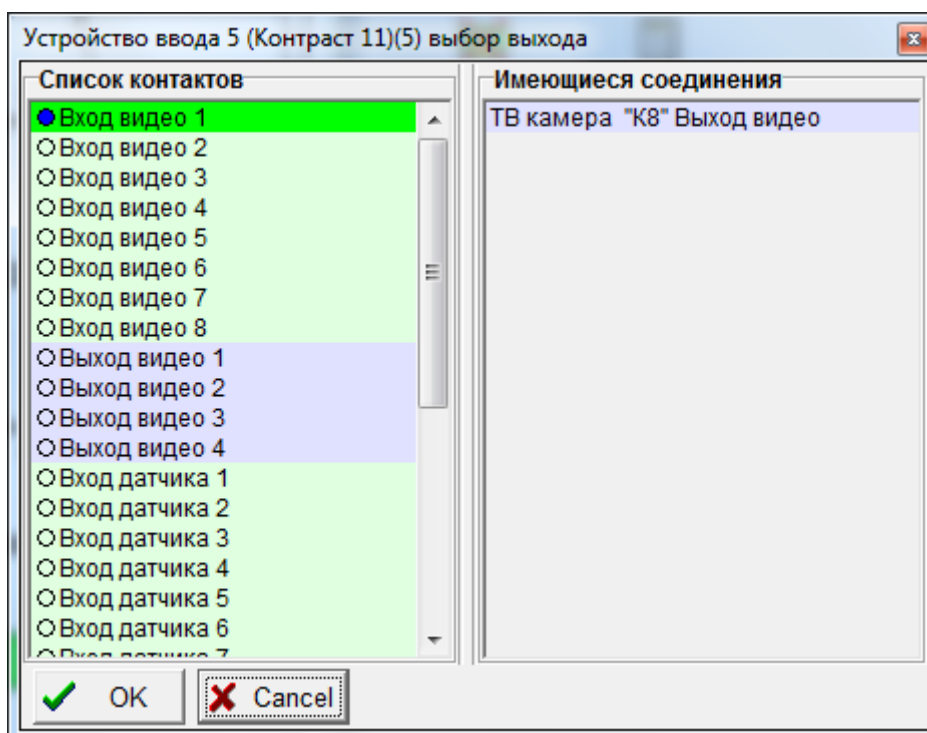 Устройство ввода 5 (Контраст 11)(5) выбор выхода
Список контактов
Вход видео 1
Вход видео 2
Вход видео 3
Вход видео 4
Вход видео 5
Вход видео 6
Вход видео 7
Вход видео 8
Выход видео 1
Выход видео 2
Выход видео 3
Выход видео 4
Вход датчика 1
Вход датчика 2
Вход датчика 3
Вход датчика 4
Вход датчика 5
Вход датчика 6
Вход датчика 7
Имеющиеся соединения
ТВ камера "К8" Выход видео
OK
Cancel